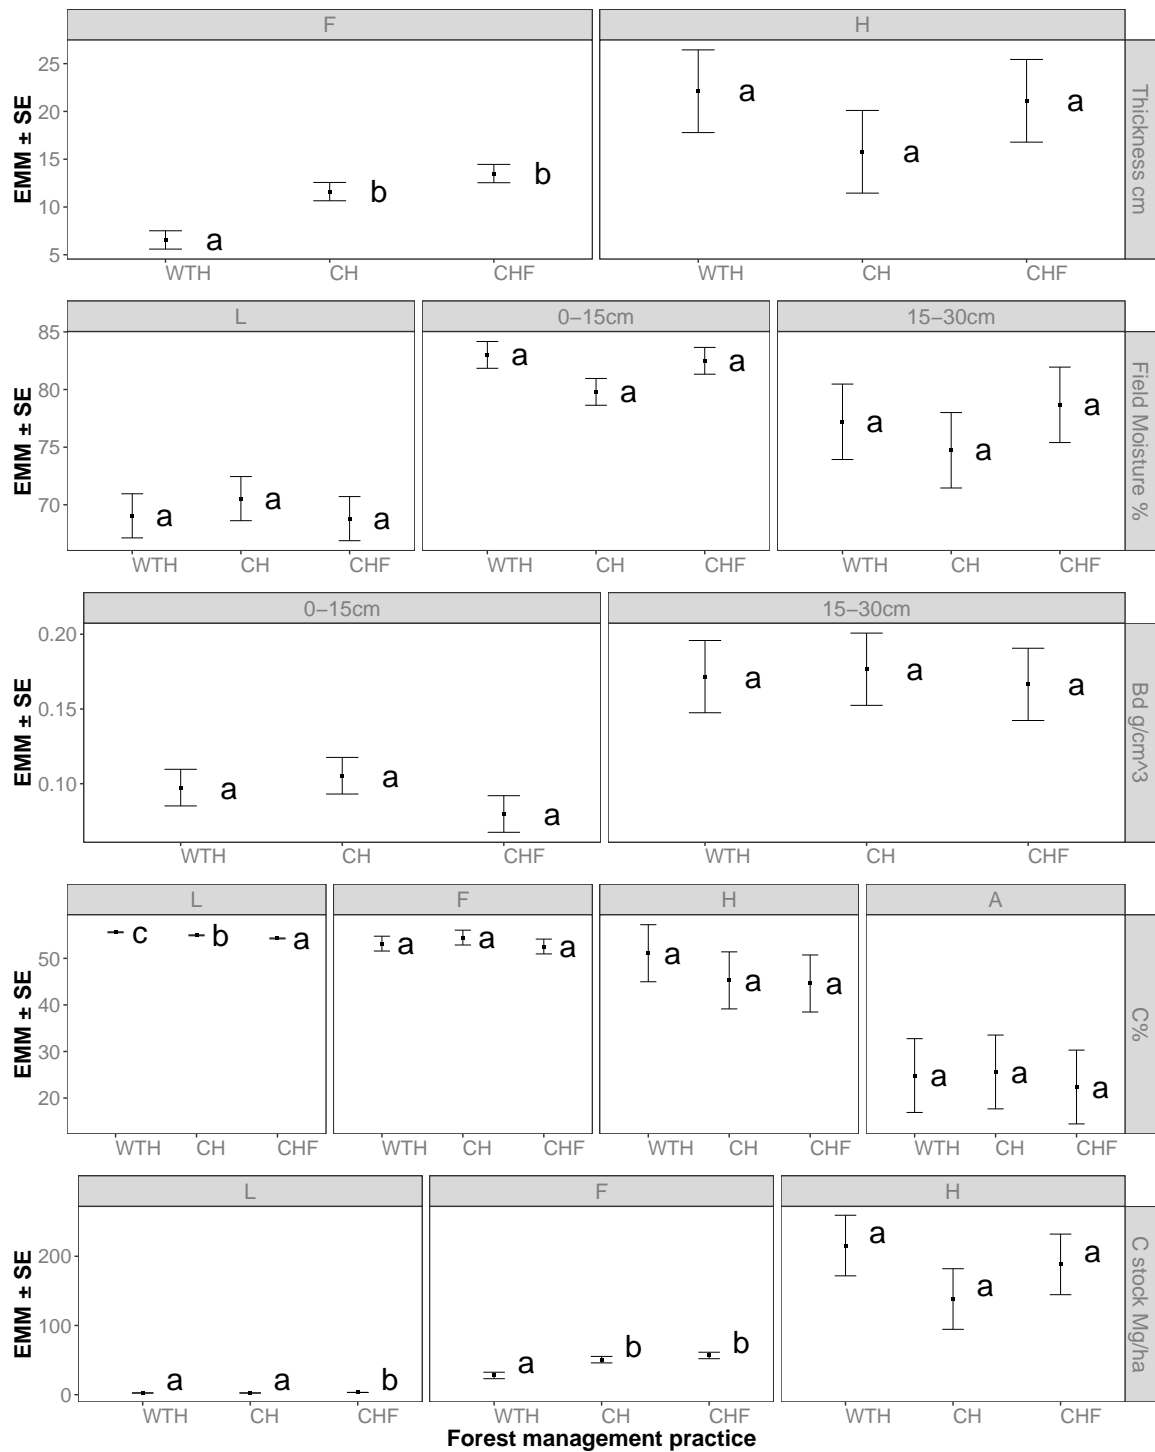 F H
25
20
15
10
5
EMM ± SE
a b b a a a
Thickness cm
WTH CH CHF WTH CH CHF
L 0−15cm 15−30cm
85
80
75
70
EMM ± SE
a a a a a a a a a
Field Moisture %
WTH CH CHF WTH CH CHF WTH CH CHF
0−15cm 15−30cm
0.20
0.15
0.10
EMM ± SE
a a a a a a
Bd g/cm^3
WTH CH CHF WTH CH CHF
L F H A
50
40
30
20
EMM ± SE
c b a a a a a a a a a a
C%
WTH CH CHF WTH CH CHF WTH CH CHF WTH CH CHF
L F H
200
100
0
EMM ± SE
a a b a b b a a a
C stock Mg/ha
WTH CH CHF WTH CH CHF WTH CH CHF
Forest management practice